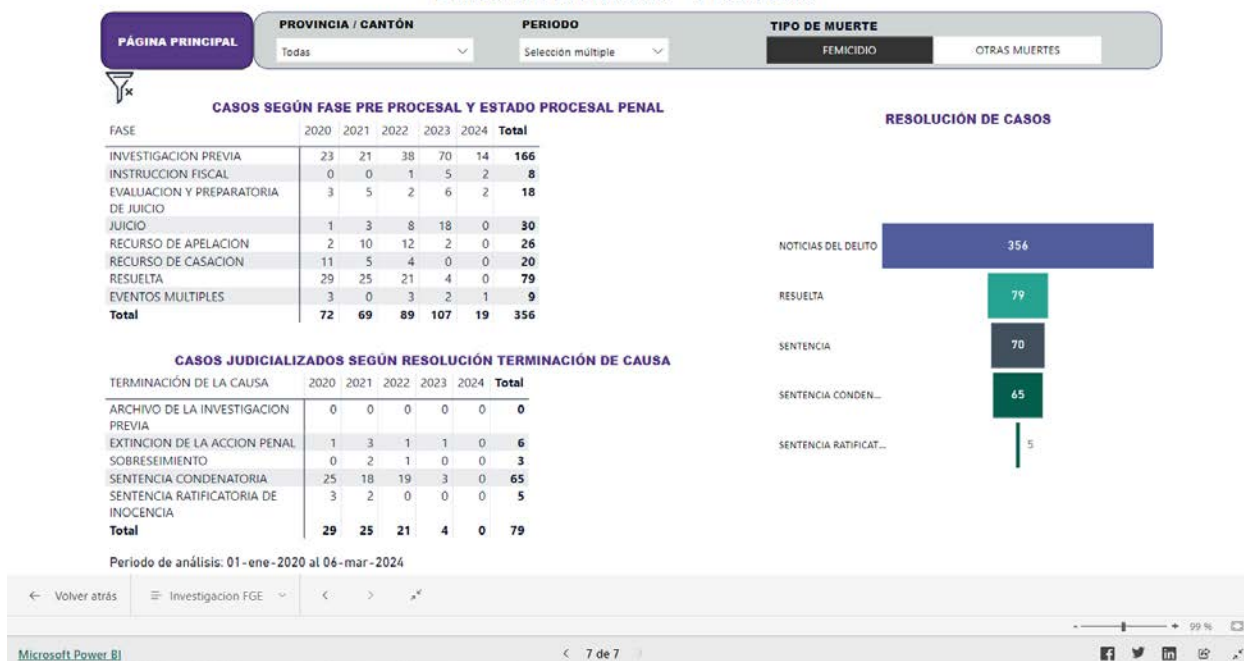 PÁGINA PRINCIPAL
PROVINCIA / CANTÓN
Todas
PERIODO
Selección múltiple
TIPO DE MUERTE
FEMICIDIO
OTRAS MUERTES
CASOS SEGÚN FASE PRE PROCESAL Y ESTADO PROCESAL PENAL
FASE 2020 2021 2022 2023 2024 Total
INVESTIGACION PREVIA 23 21 38 70 14 166
INSTRUCCION FISCAL 0 0 1 5 2 8
EVALUACION Y PREPARATORIA 3 5 2 6 2 18
DE JUICIO
JUICIO 1 3 8 18 0 30
RECURSO DE APELACION 2 10 12 2 0 26
RECURSO DE CASACION 11 5 4 0 0 20
RESUELTA 29 25 21 4 0 79
EVENTOS MULTIPLES 3 0 3 2 1 9
Total 72 69 89 107 19 356
CASOS JUDICIALIZADOS SEGÚN RESOLUCIÓN TERMINACIÓN DE CAUSA
TERMINACIÓN DE LA CAUSA 2020 2021 2022 2023 2024 Total
ARCHIVO DE LA INVESTIGACION 0 0 0 0 0 0
PREVIA
EXTINCION DE LA ACCION PENAL 1 3 1 1 0 6
SOBRESEIMIENTO 0 2 1 0 0 3
SENTENCIA CONDENATORIA 25 18 19 3 0 65
SENTENCIA RATIFICATORIA DE 3 2 0 0 0 5
INOCENCIA
Total 29 25 21 4 0 79
Periodo de análisis: 01-ene-2020 al 06-mar-2024
RESOLUCIÓN DE CASOS
NOTICIAS DEL DELITO 356
RESUELTA 79
SENTENCIA 70
SENTENCIA CONDEN... 65
SENTENCIA RATIFICAT... 5
Volver atrás
Investigacion FGE
99 %
Microsoft Power BI
7 de 7